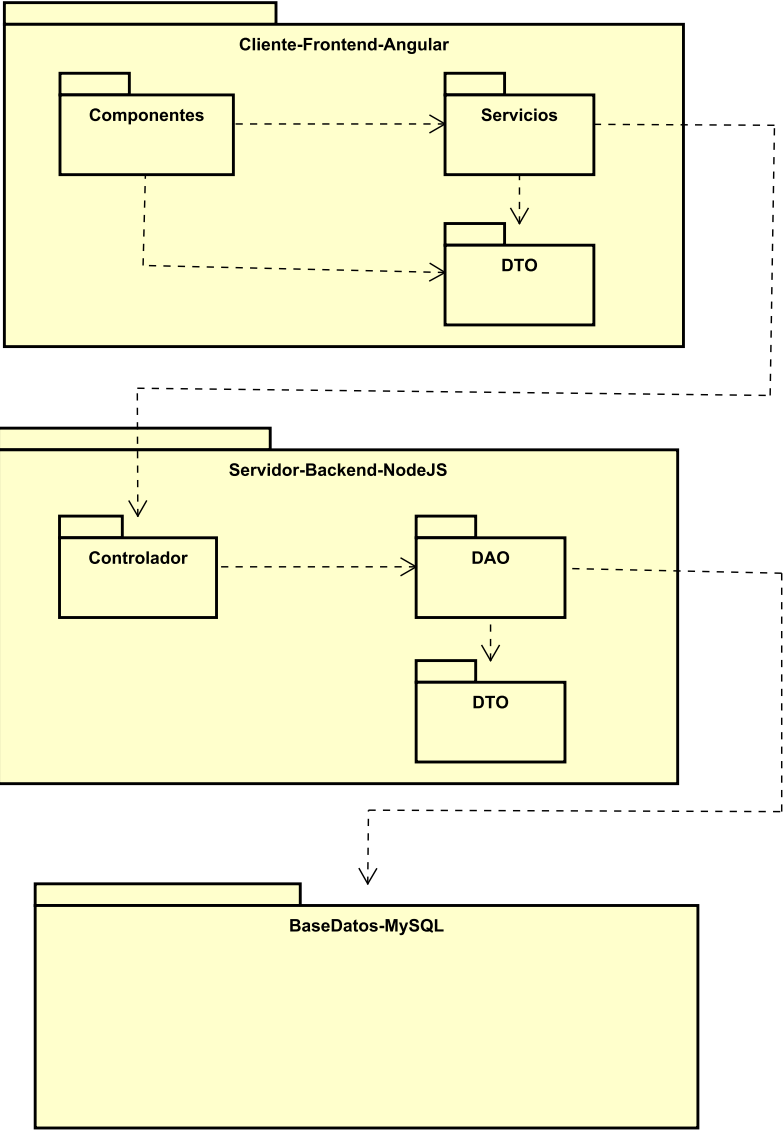 Cliente-Frontend-Angular
Componentes
Servicios
DTO
Servidor-Backend-NodeJS
Controlador
DAO
DTO
BaseDatos-MySQL